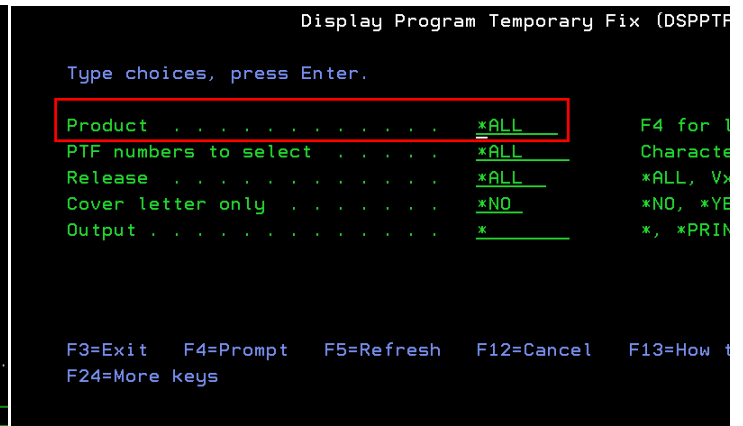 Display Program Temporary Fix (DSPPTF
Type choices, press Enter.
Product . . . . . . . . . . . . *ALL F4 for l
PTF numbers to select . . . . . *ALL Characte
Release . . . . . . . . . . . . *ALL *ALL, Vx
Cover letter only . . . . . . . *NO *NO, *YE
Output . . . . . . . . . . . . . * *, *PRIN
F3=Exit F4=Prompt F5=Refresh F12=Cancel F13=How t
F24=More keys